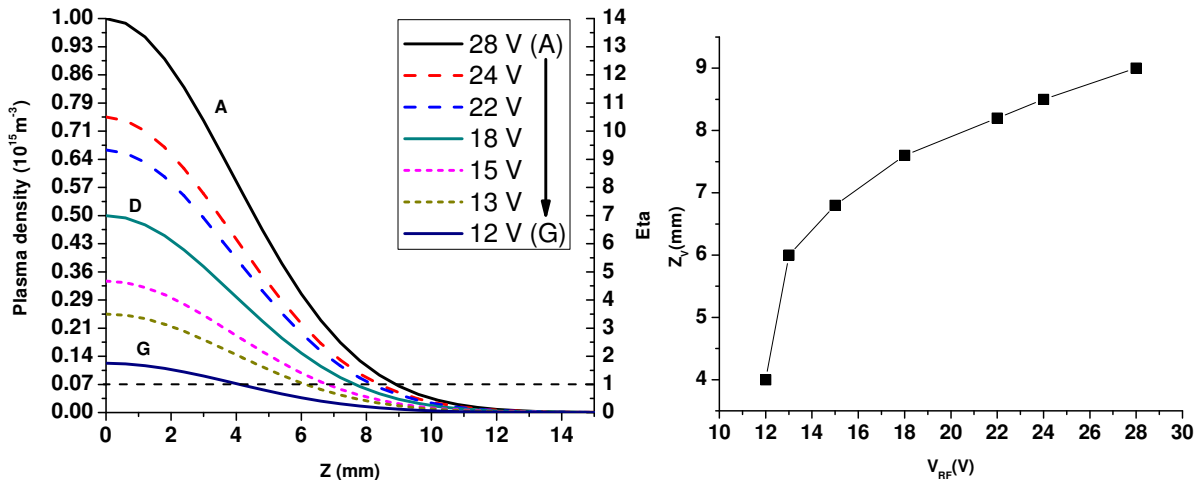 1.00
0.93
0.86
0.79
0.71
0.64
0.57
0.50
0.43
0.36
0.29
0.21
0.14
0.07
0.00
Plasma density (10¹⁵m⁻³)
0 2 4 6 8 10 12 14
Z (mm)
A
D
G
28 V (A)
24 V
22 V
18 V
15 V
13 V
12 V (G)
14
13
12
11
10
9
8
7
6
5
4
3
2
1
0
Eta
9
8
7
6
5
4
Z_V(mm)
10 12 14 16 18 20 22 24 26 28 30
V_RF(V)